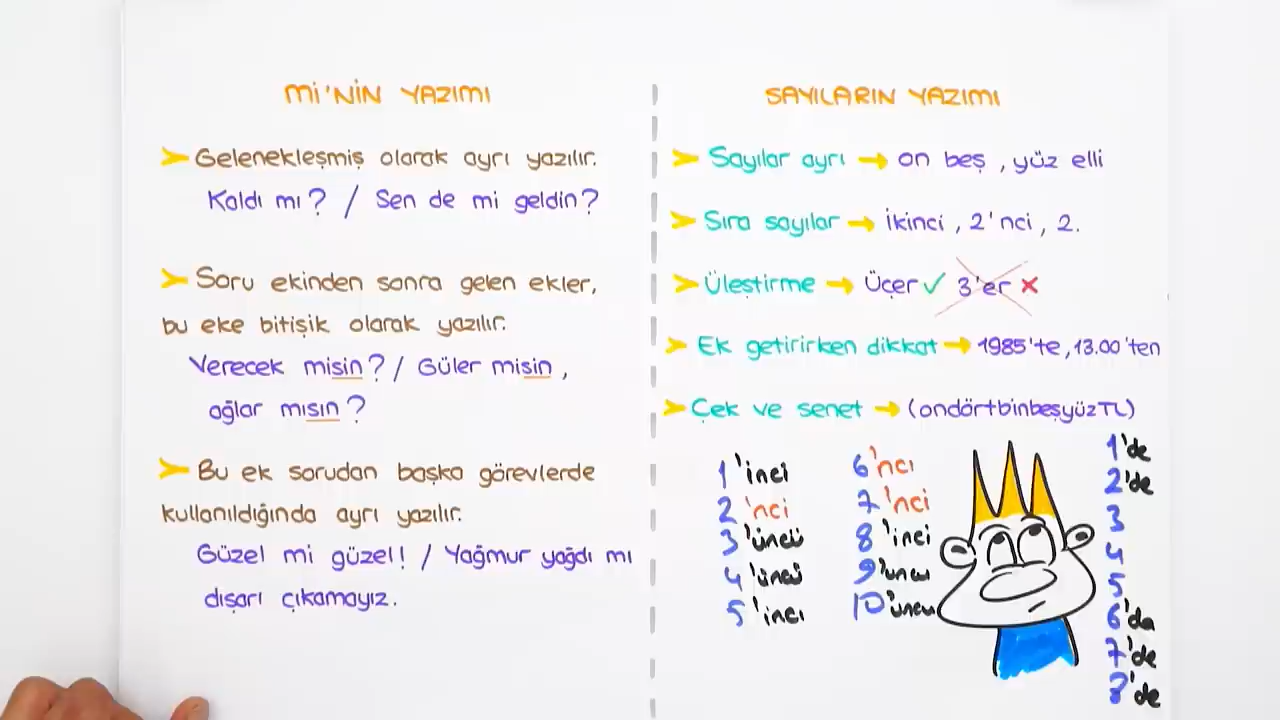 Mi'NİN YAZIMI
➤ Gelenekleşmiş olarak ayrı yazılır.
Kaldı mı? / Sen de mi geldin?
➤ Soru ekinden sonra gelen ekler,
bu eke bitişik olarak yazılır.
Verecek misin? / Güler misin,
ağlar mısın?
➤ Bu ek sorudan başka görevlerde
kullanıldığında ayrı yazılır.
Güzel mi güzel! / Yağmur yağdı mı
dışarı çıkamayız.
SAYILARIN YAZIMI
➤ Sayılar ayrı → on beş, yüz elli
➤ Sıra sayılar → İkinci, 2'nci, 2.
➤ Üleştirme → Üçer ✓ 3'er ✗
➤ Ek getirirken dikkat → 1985'te, 13.00'ten
➤ Çek ve senet → (ondörtbinbeşyüzTL)
1'inci
2'nci
3'üncü
4'üncü
5'inci
6'ncı
7'nci
8'inci
9'uncu
10'uncu
1'de
2'de
3
4
5
6'da
7'de
8'de